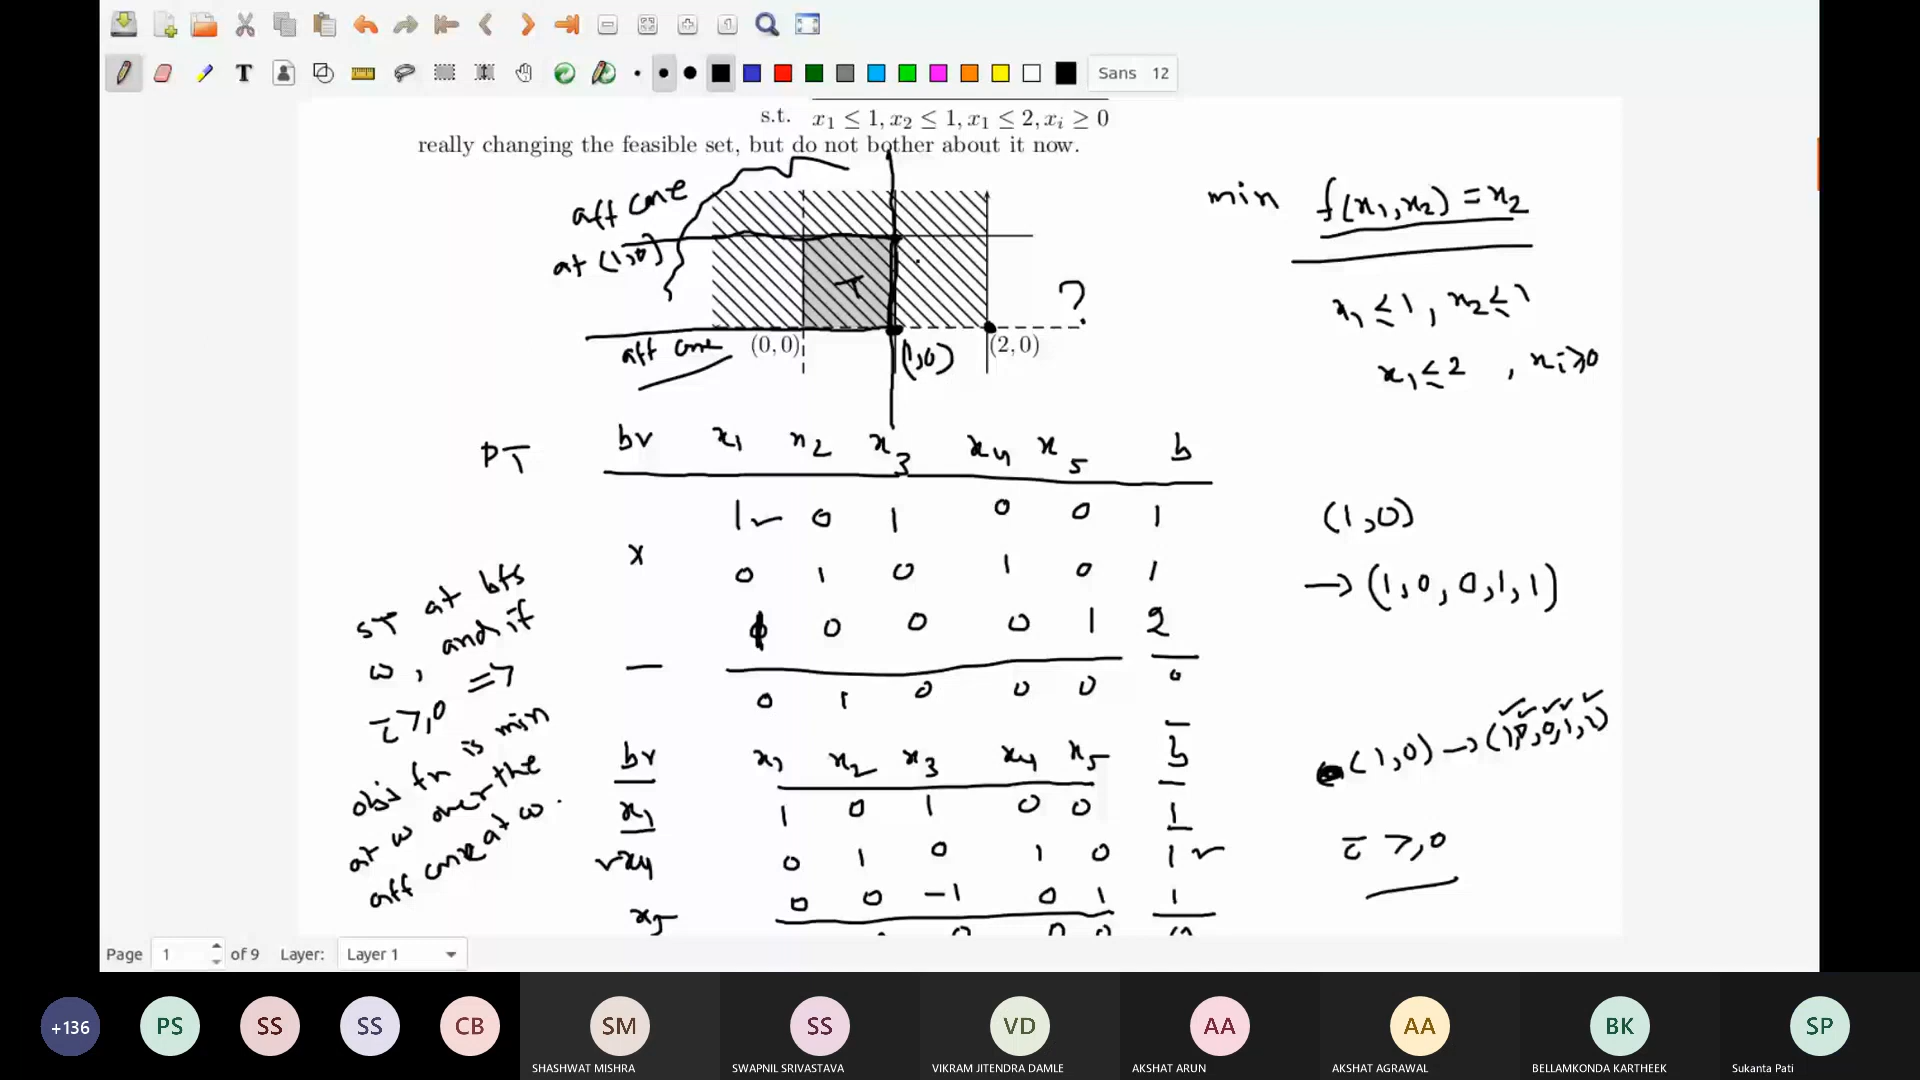 Sans 12
s.t. x₁ ≤ 1, x₂ ≤ 1, x₁ ≤ 2, xᵢ ≥ 0
really changing the feasible set, but do not bother about it now.
aff cone
at (1,0)
T
?
aff cone
(0, 0)
(1,0)
(2, 0)
min f(x₁,x₂) = x₂
x₁ ≤ 1, x₂ ≤ 1
x₁ ≤ 2, xᵢ ≥ 0
PT bv x₁ x₂ x₃ x₄ x₅ b
1 0 1 0 0 1
x 0 1 0 1 0 1
1 0 0 0 1 2
— 0 1 0 0 0 0
(1,0)
→ (1,0,0,1,1)
ST at bfs
w, and if
c̄ ≥ 0 ⇒
obj fn is min
at w over the
aff cone at w.
bv x₁ x₂ x₃ x₄ x₅ b̄
x₁ 1 0 1 0 0 1
x₄ 0 1 0 1 0 1
x₅ 0 0 -1 0 1 1
(1,0) → (1,0,0,1,2)
c̄ ≥ 0
Page 1 of 9 Layer: Layer 1
+136 PS SS SS CB SM SS VD AA AA BK SP
SHASHWAT MISHRA SWAPNIL SRIVASTAVA VIKRAM JITENDRA DAMLE AKSHAT ARUN AKSHAT AGRAWAL BELLAMKONDA KARTHEEK Sukanta Pati